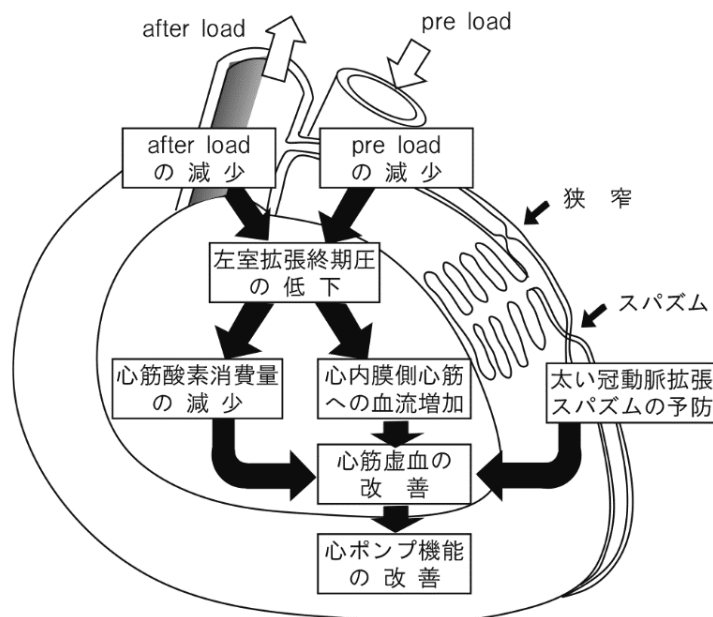 after load
pre load
after load
の 減 少
pre load
の 減 少
狭 窄
左室拡張終期圧
の 低 下
スパズム
心筋酸素消費量
の 減 少
心内膜側心筋
への血流増加
太い冠動脈拡張
スパズムの予防
心筋虚血の
改 善
心ポンプ機能
の 改 善